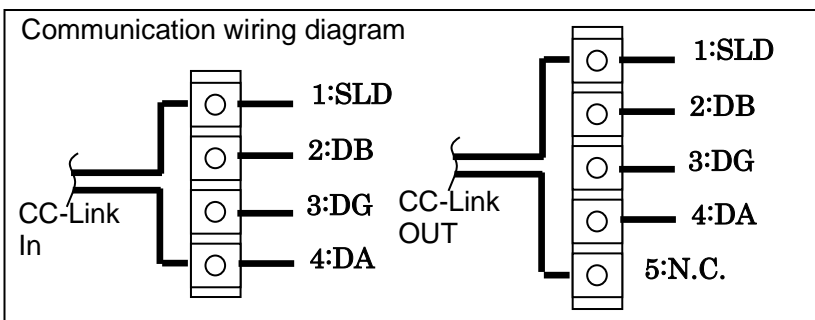 Communication wiring diagram
1:SLD
2:DB
3:DG
4:DA
CC-Link
In
1:SLD
2:DB
3:DG
4:DA
5:N.C.
CC-Link
OUT